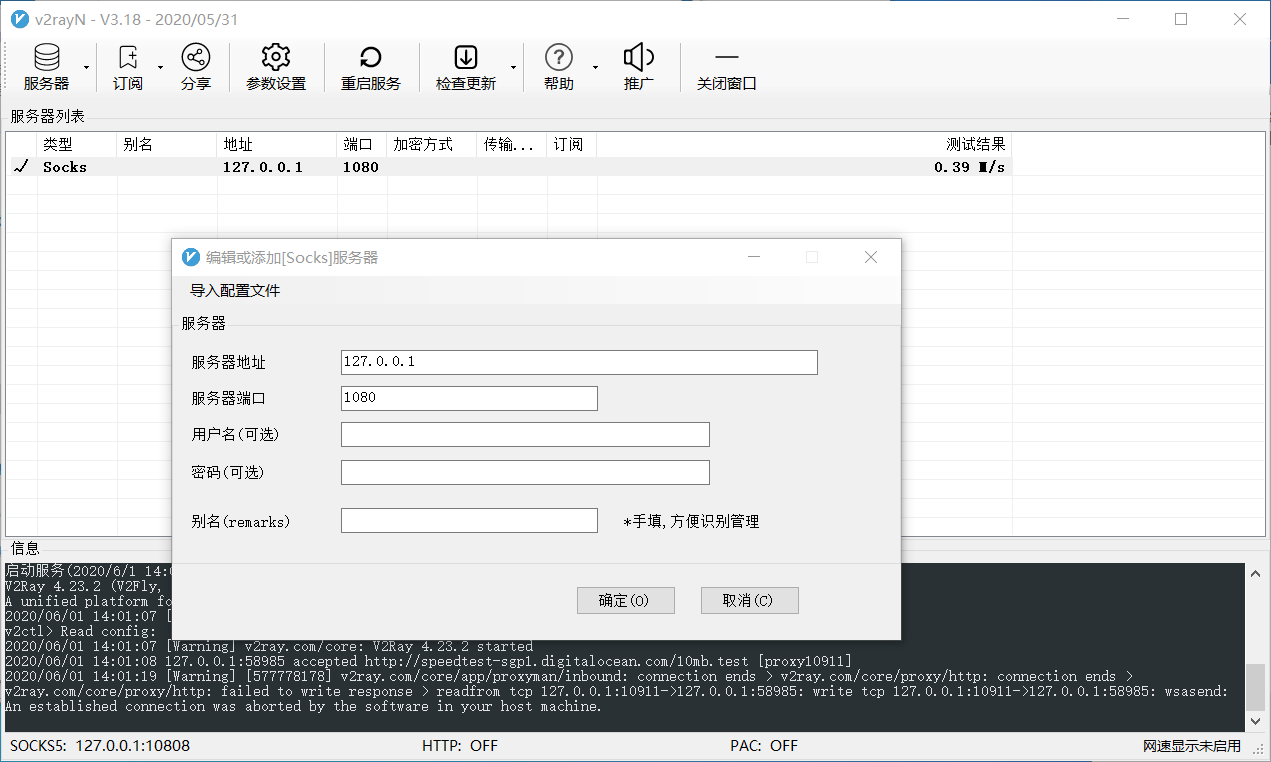 v2rayN - V3.18 - 2020/05/31
服务器 订阅 分享 参数设置 重启服务 检查更新 帮助 推广 关闭窗口
服务器列表
类型 别名 地址 端口 加密方式 传输... 订阅 测试结果
Socks 127.0.0.1 1080 0.39 M/s
编辑或添加[Socks]服务器
导入配置文件
服务器
服务器地址 127.0.0.1
服务器端口 1080
用户名(可选)
密码(可选)
别名(remarks) *手填,方便识别管理
确定(O) 取消(C)
信息
启动服务(2020/6/1 14:
V2Ray 4.23.2 (V2Fly,
A unified platform fo
2020/06/01 14:01:07 [
v2ctl> Read config:
2020/06/01 14:01:07 [Warning] v2ray.com/core: V2Ray 4.23.2 started
2020/06/01 14:01:08 127.0.0.1:58985 accepted http://speedtest-sgp1.digitalocean.com/10mb.test [proxy10911]
2020/06/01 14:01:19 [Warning] [577778178] v2ray.com/core/app/proxyman/inbound: connection ends > v2ray.com/core/proxy/http: connection ends >
v2ray.com/core/proxy/http: failed to write response > readfrom tcp 127.0.0.1:10911->127.0.0.1:58985: write tcp 127.0.0.1:10911->127.0.0.1:58985: wsasend:
An established connection was aborted by the software in your host machine.
SOCKS5: 127.0.0.1:10808 HTTP: OFF PAC: OFF 网速显示未启用